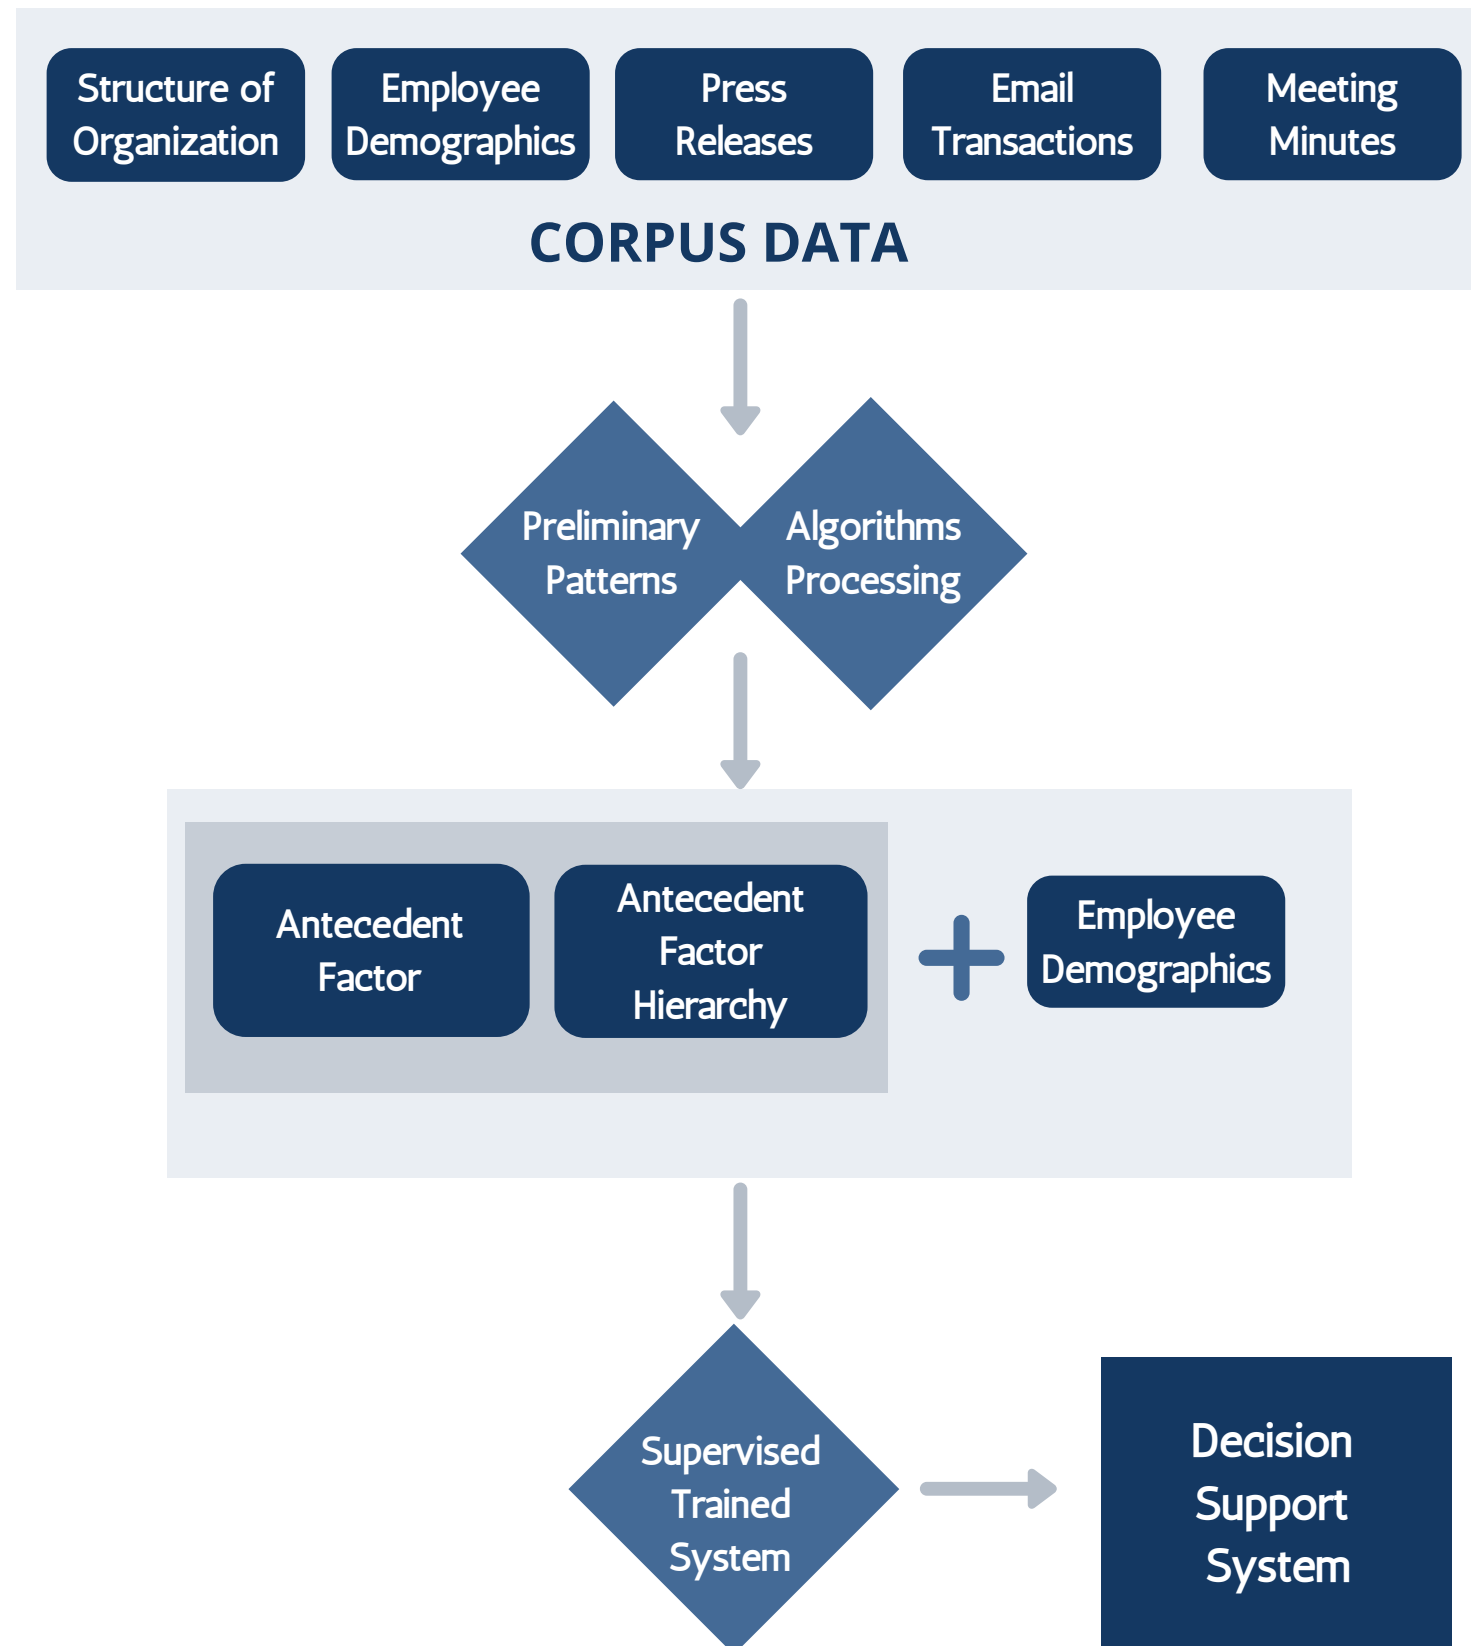 Structure of
Organization
Employee
Demographics
Press
Releases
Email
Transactions
Meeting
Minutes
CORPUS DATA
Preliminary
Patterns
Algorithms
Processing
Antecedent
Factor
Antecedent
Factor
Hierarchy
Employee
Demographics
Supervised
Trained
System
Decision
Support
System